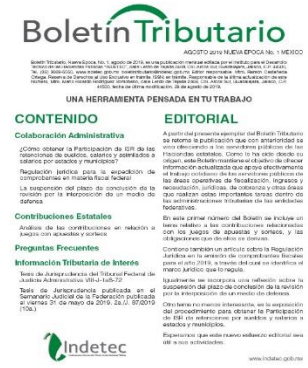 Boletín Tributario
AGOSTO 2019 NUEVA ÉPOCA No. 1 MÉXICO
UNA HERRAMIENTA PENSADA EN TU TRABAJO
CONTENIDO
Colaboración Administrativa
¿Cómo obtener la Participación de ISR de las
retenciones de sueldos, salarios y asimilados a
salarios por estados y municipios?
Regulación jurídica para la expedición de
comprobantes en materia fiscal federal
La suspensión del plazo de conclusión de la
revisión por la interposición de un medio de
defensa
Contribuciones Estatales
Análisis de las contribuciones en relación a
juegos con apuestas y sorteos
Preguntas Frecuentes
Información Tributaria de Interés
Tesis de Jurisprudencia del Tribunal Federal de
Justicia Administrativa
Tesis de Jurisprudencia publicada en el
Semanario Judicial de la Federación publicada
el viernes 31 de mayo de 2019. 2a./J. 67/2019
(10a.)
Indetec
EDITORIAL
A partir del presente ejemplar del Boletín Tributario
se retoma la publicación que con anterioridad se
vino ofreciendo a los servidores públicos de las
haciendas estatales. Como lo ha sido desde su
origen, este Boletín mantiene el objetivo de ofrecer
información actualizada que apoye efectivamente
el trabajo cotidiano de los servidores públicos de
las áreas operativas de fiscalización, ingresos y
recaudación, jurídicas, de cobranza y otras áreas
que realizan estas importantes tareas dentro de
las administraciones tributarias de las entidades
federativas.
En este primer número del Boletín se incluye un
tema relativo a las contribuciones relacionadas
con los juegos de apuestas y sorteos, y las
obligaciones que de ellos se derivan.
Contiene también un artículo sobre la Regulación
Jurídica en la emisión de comprobantes fiscales
para el año 2019, a través del cual se identifica el
marco jurídico que lo regula.
Igualmente se incorpora una reflexión sobre la
suspensión del plazo de conclusión de la revisión
por la interposición de un medio de defensa.
Otro tema no menos interesante, es la exposición
del procedimiento para obtener la Participación
de ISR de retenciones por sueldos y salarios a
estados y municipios.
Esperamos que este nuevo esfuerzo editorial sea
útil a sus actividades.
www.indetec.gob.mx